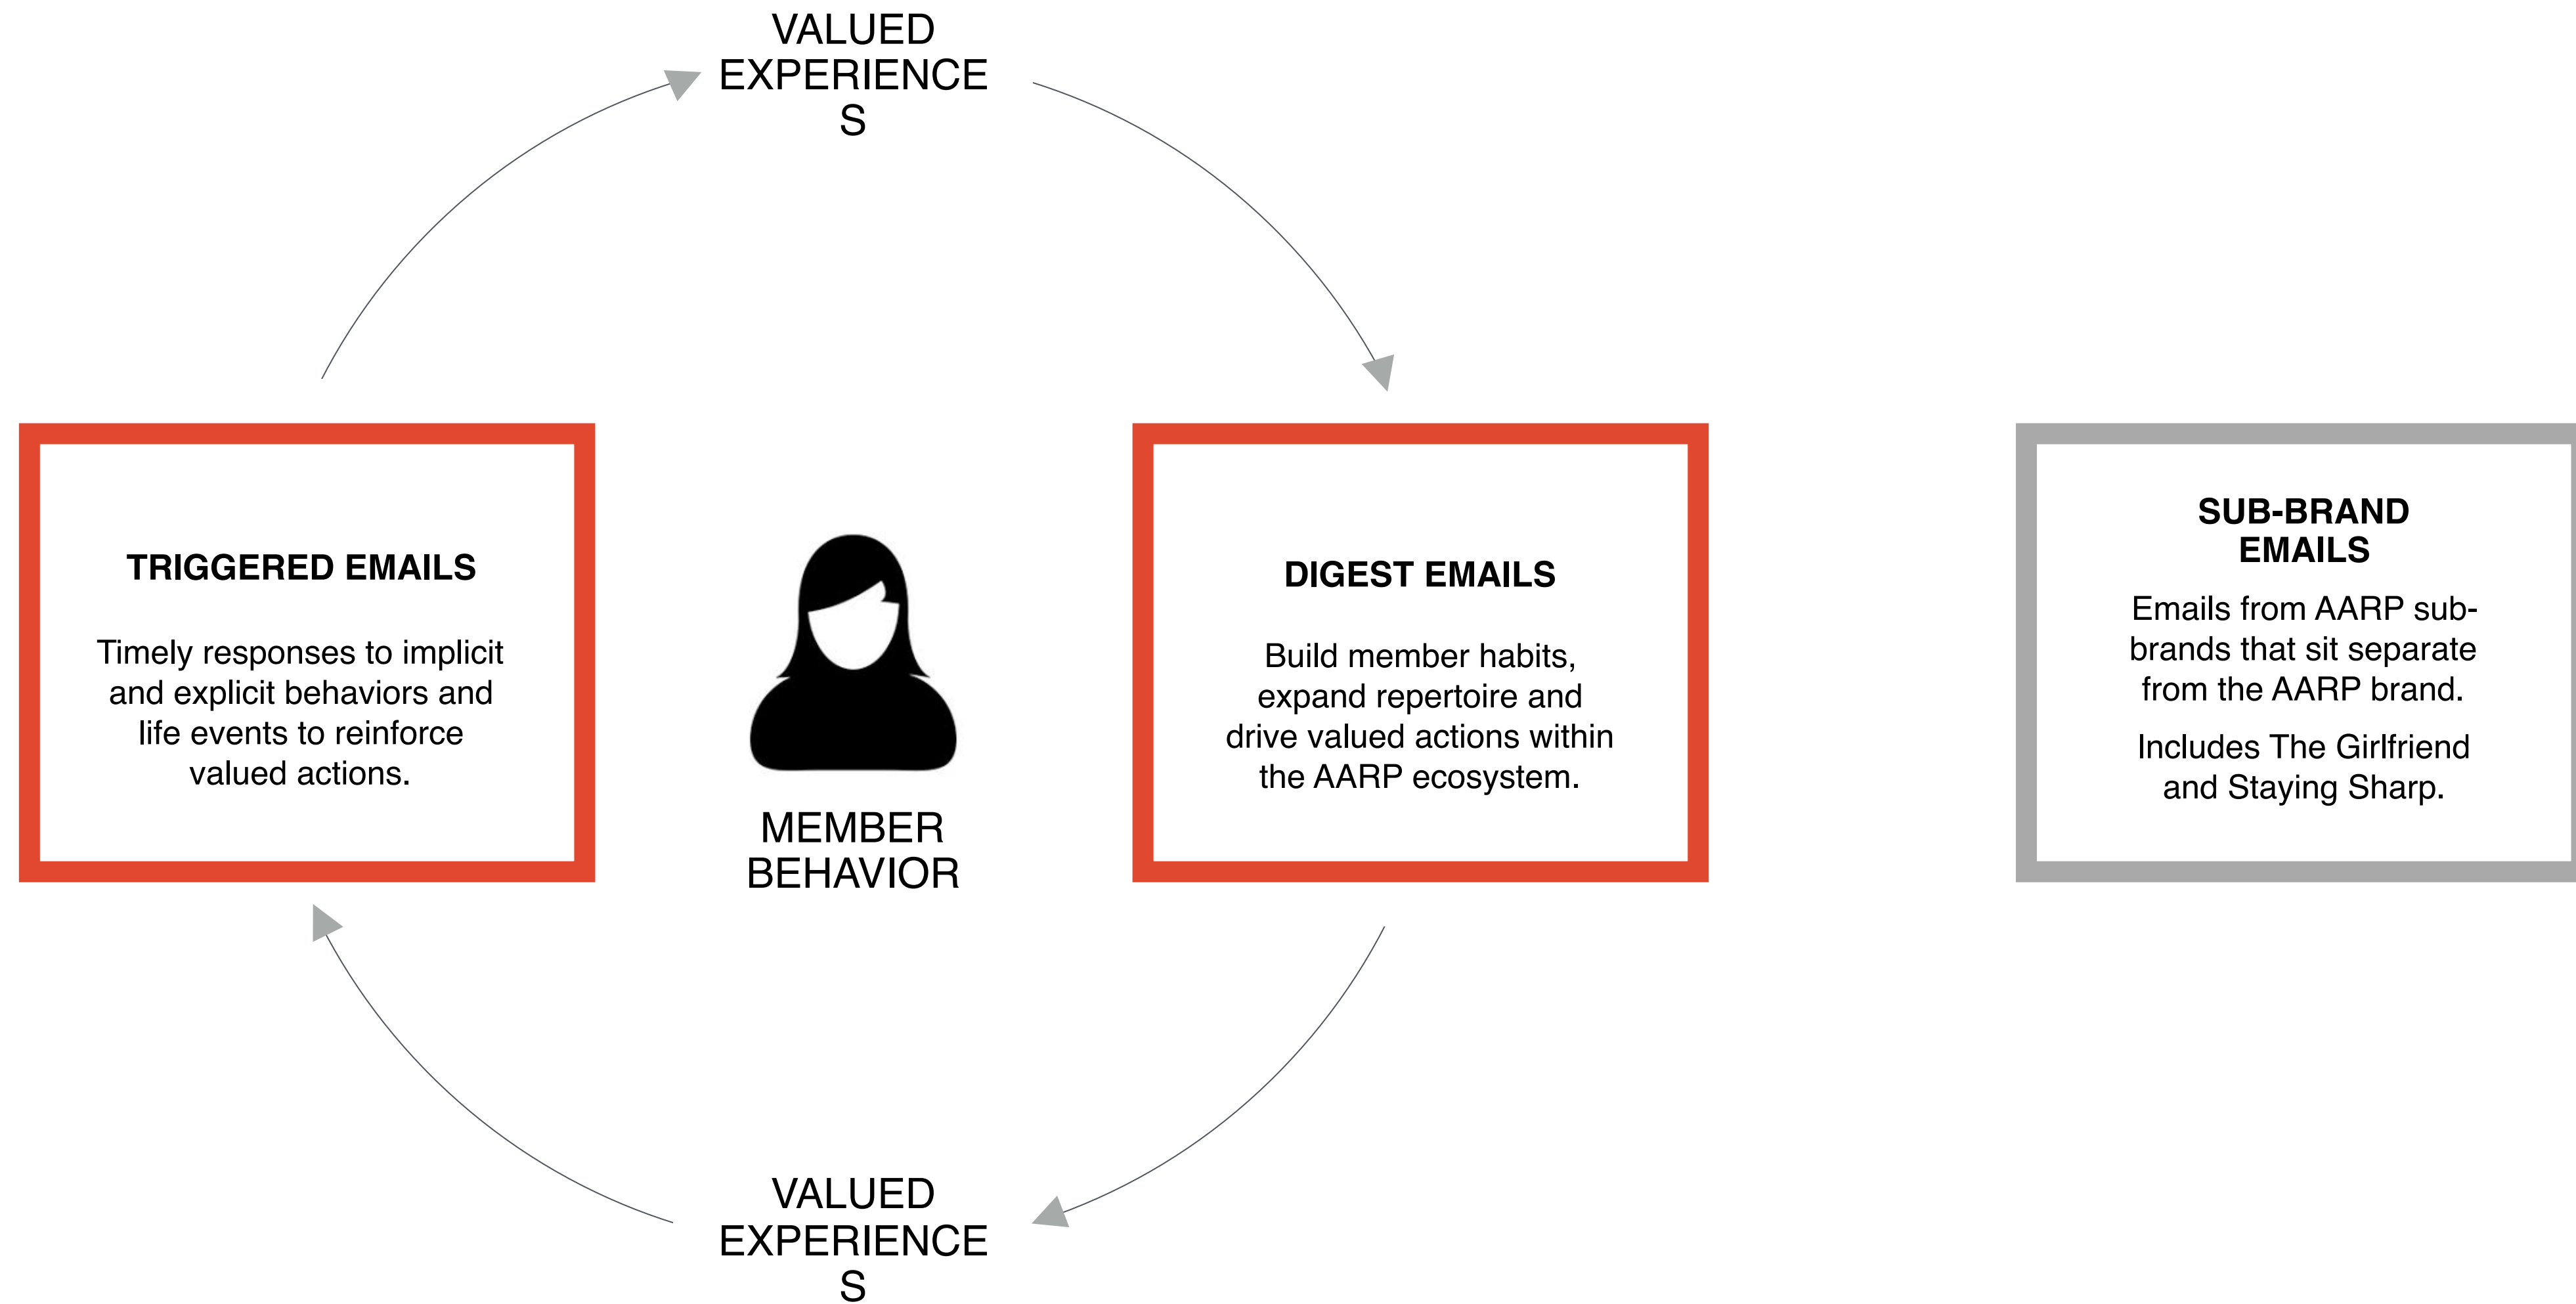 VALUED
EXPERIENCE
S
TRIGGERED EMAILS
Timely responses to implicit
and explicit behaviors and
life events to reinforce
valued actions.
MEMBER
BEHAVIOR
DIGEST EMAILS
Build member habits,
expand repertoire and
drive valued actions within
the AARP ecosystem.
SUB-BRAND
EMAILS
Emails from AARP sub-
brands that sit separate
from the AARP brand.
Includes The Girlfriend
and Staying Sharp.
VALUED
EXPERIENCE
S